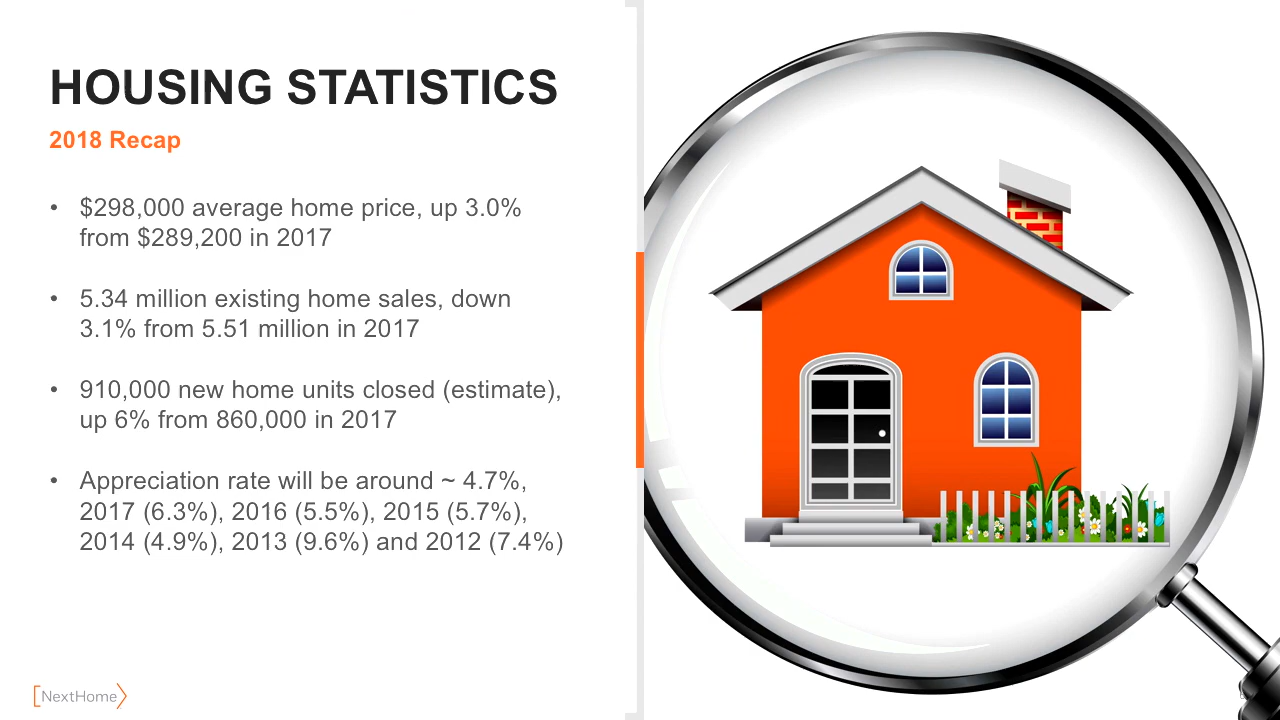 HOUSING STATISTICS
2018 Recap
• $298,000 average home price, up 3.0%
from $289,200 in 2017
• 5.34 million existing home sales, down
3.1% from 5.51 million in 2017
• 910,000 new home units closed (estimate),
up 6% from 860,000 in 2017
• Appreciation rate will be around ~ 4.7%,
2017 (6.3%), 2016 (5.5%), 2015 (5.7%),
2014 (4.9%), 2013 (9.6%) and 2012 (7.4%)
NextHome